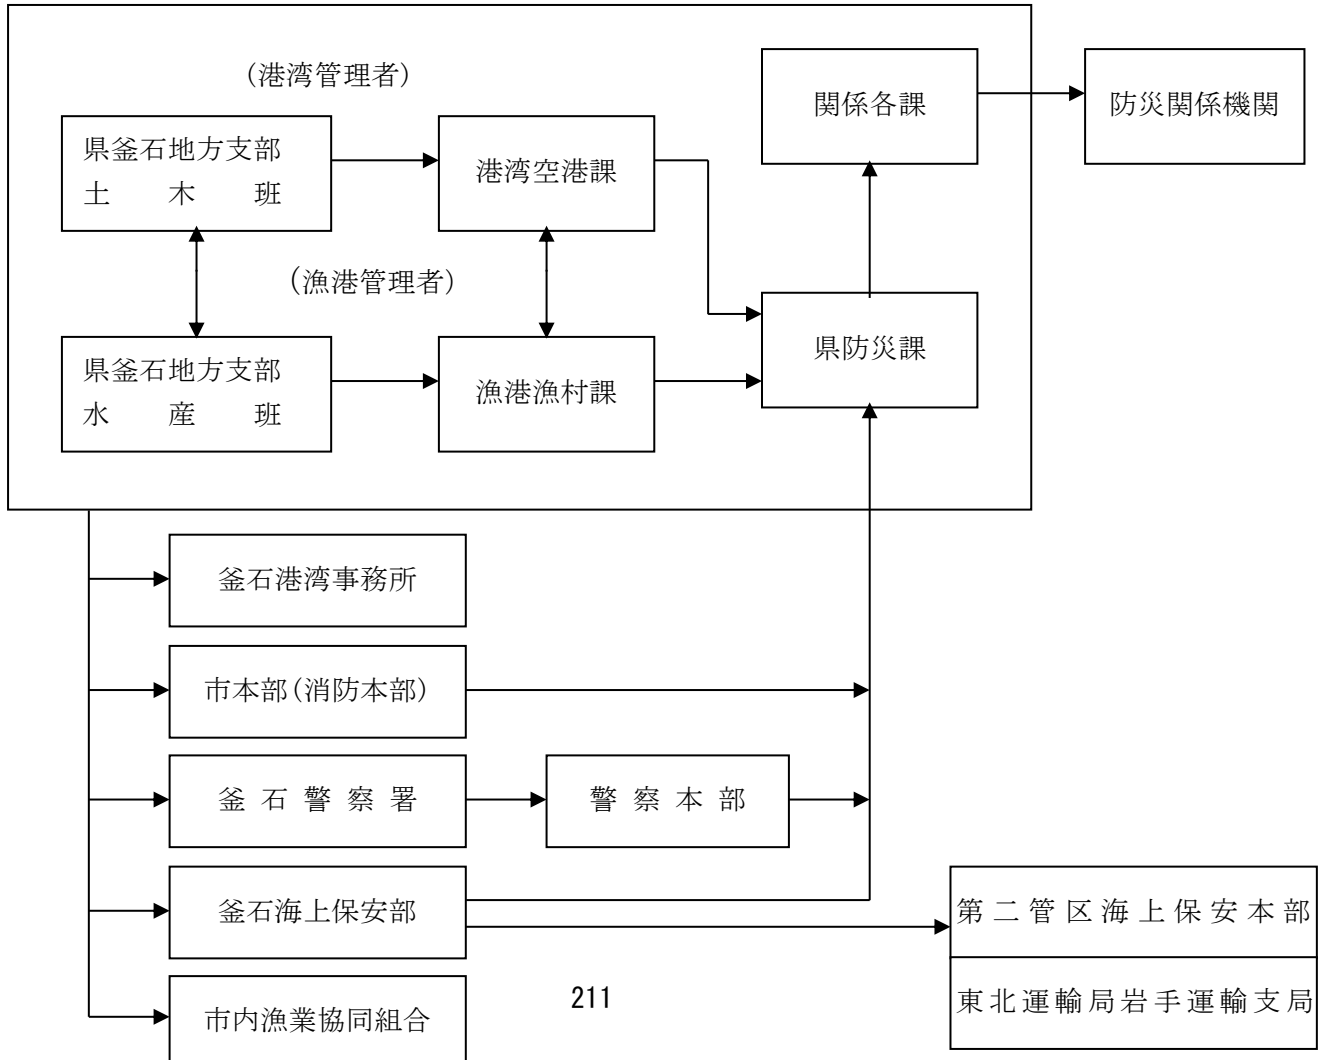 (港湾管理者)
関係各課
防災関係機関
県釜石地方支部
土木班
港湾空港課
(漁港管理者)
県防災課
県釜石地方支部
水産班
漁港漁村課
釜石港湾事務所
市本部(消防本部)
釜石警察署
警察本部
釜石海上保安部
第二管区海上保安本部
東北運輸局岩手運輸支局
市内漁業協同組合
211